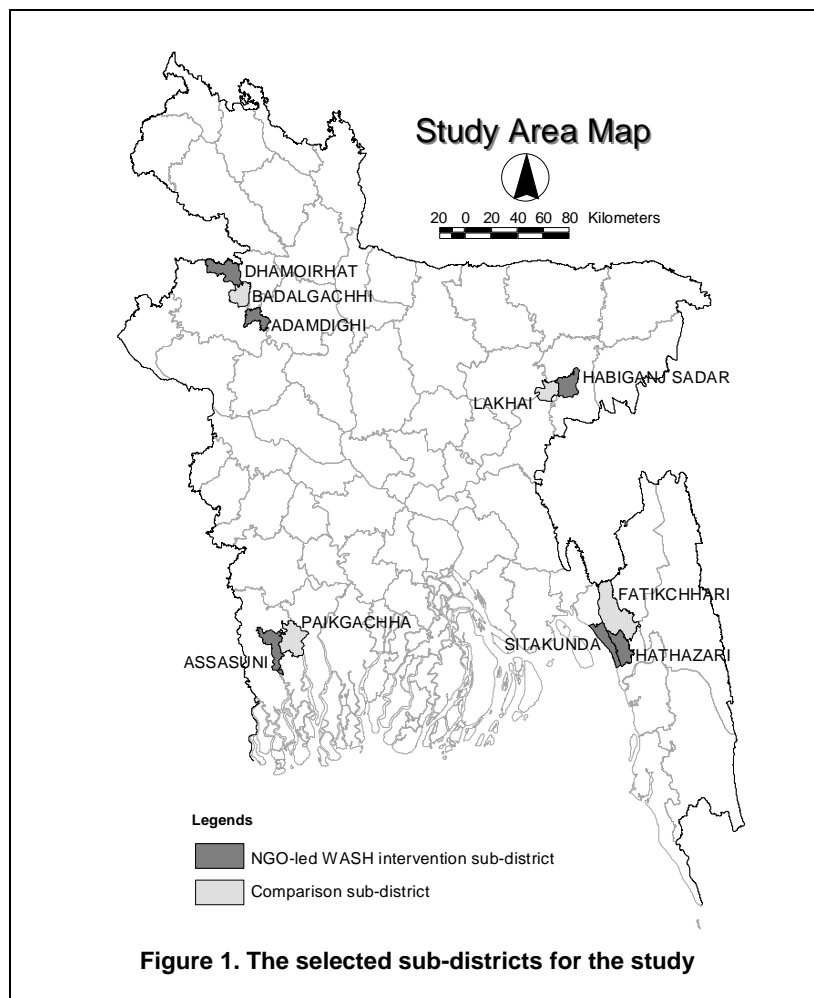 Study Area Map
20 0 20 40 60 80 Kilometers
DHAMOIRHAT
BADALGACHHI
ADAMDIGHI
HABIGANJ SADAR
LAKHAI
FATIKCHHARI
PAIKGACHHA
SITAKUNDA
HATHAZARI
ASSASUNI
Legends
NGO-led WASH intervention sub-district
Comparison sub-district
Figure 1. The selected sub-districts for the study